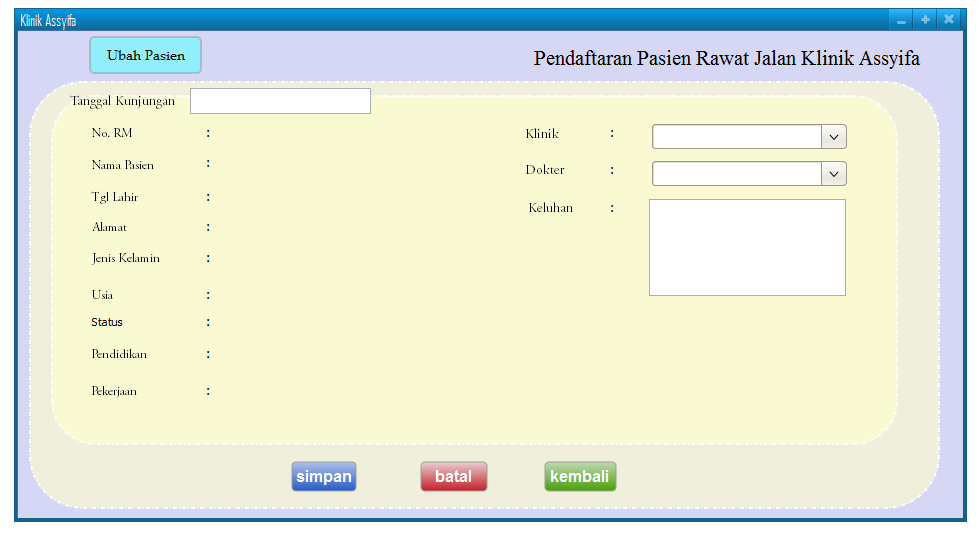 Klinik Assyifa
Ubah Pasien
Pendaftaran Pasien Rawat Jalan Klinik Assyifa
Tanggal Kunjungan
No. RM :
Nama Pasien :
Tgl Lahir :
Alamat :
Jenis Kelamin :
Usia :
Status :
Pendidikan :
Pekerjaan :
Klinik :
Dokter :
Keluhan :
simpan
batal
kembali